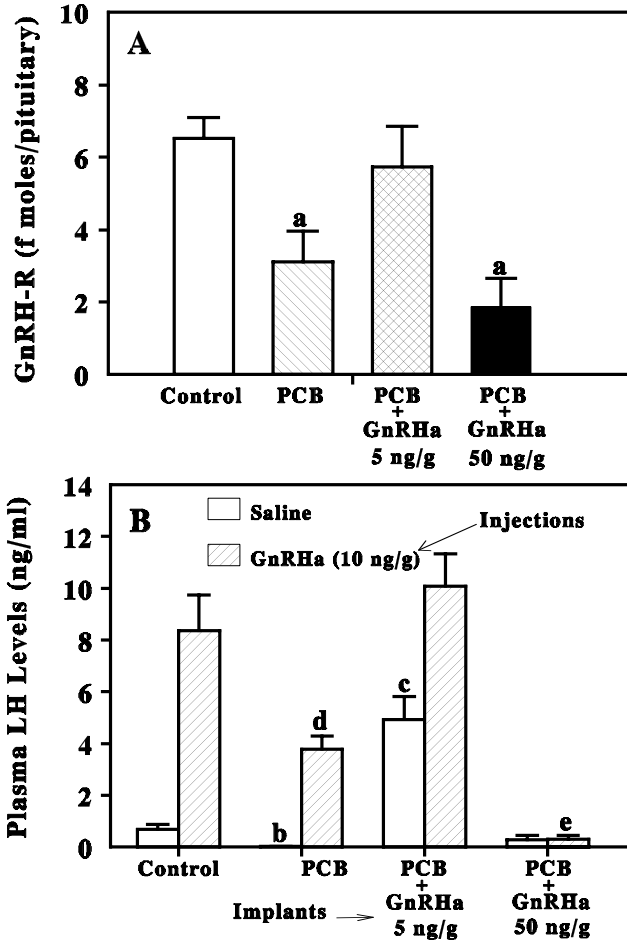 10
A
8
6
4
2
0
GnRH-R (f moles/pituitary)
a
a
Control PCB PCB PCB
+ +
GnRHa GnRHa
5 ng/g 50 ng/g
14
B
12
10
8
6
4
2
0
Plasma LH Levels (ng/ml)
Saline
GnRHa (10 ng/g)
Injections
b
d
c
e
Control PCB PCB PCB
+ +
GnRHa GnRHa
Implants 5 ng/g 50 ng/g